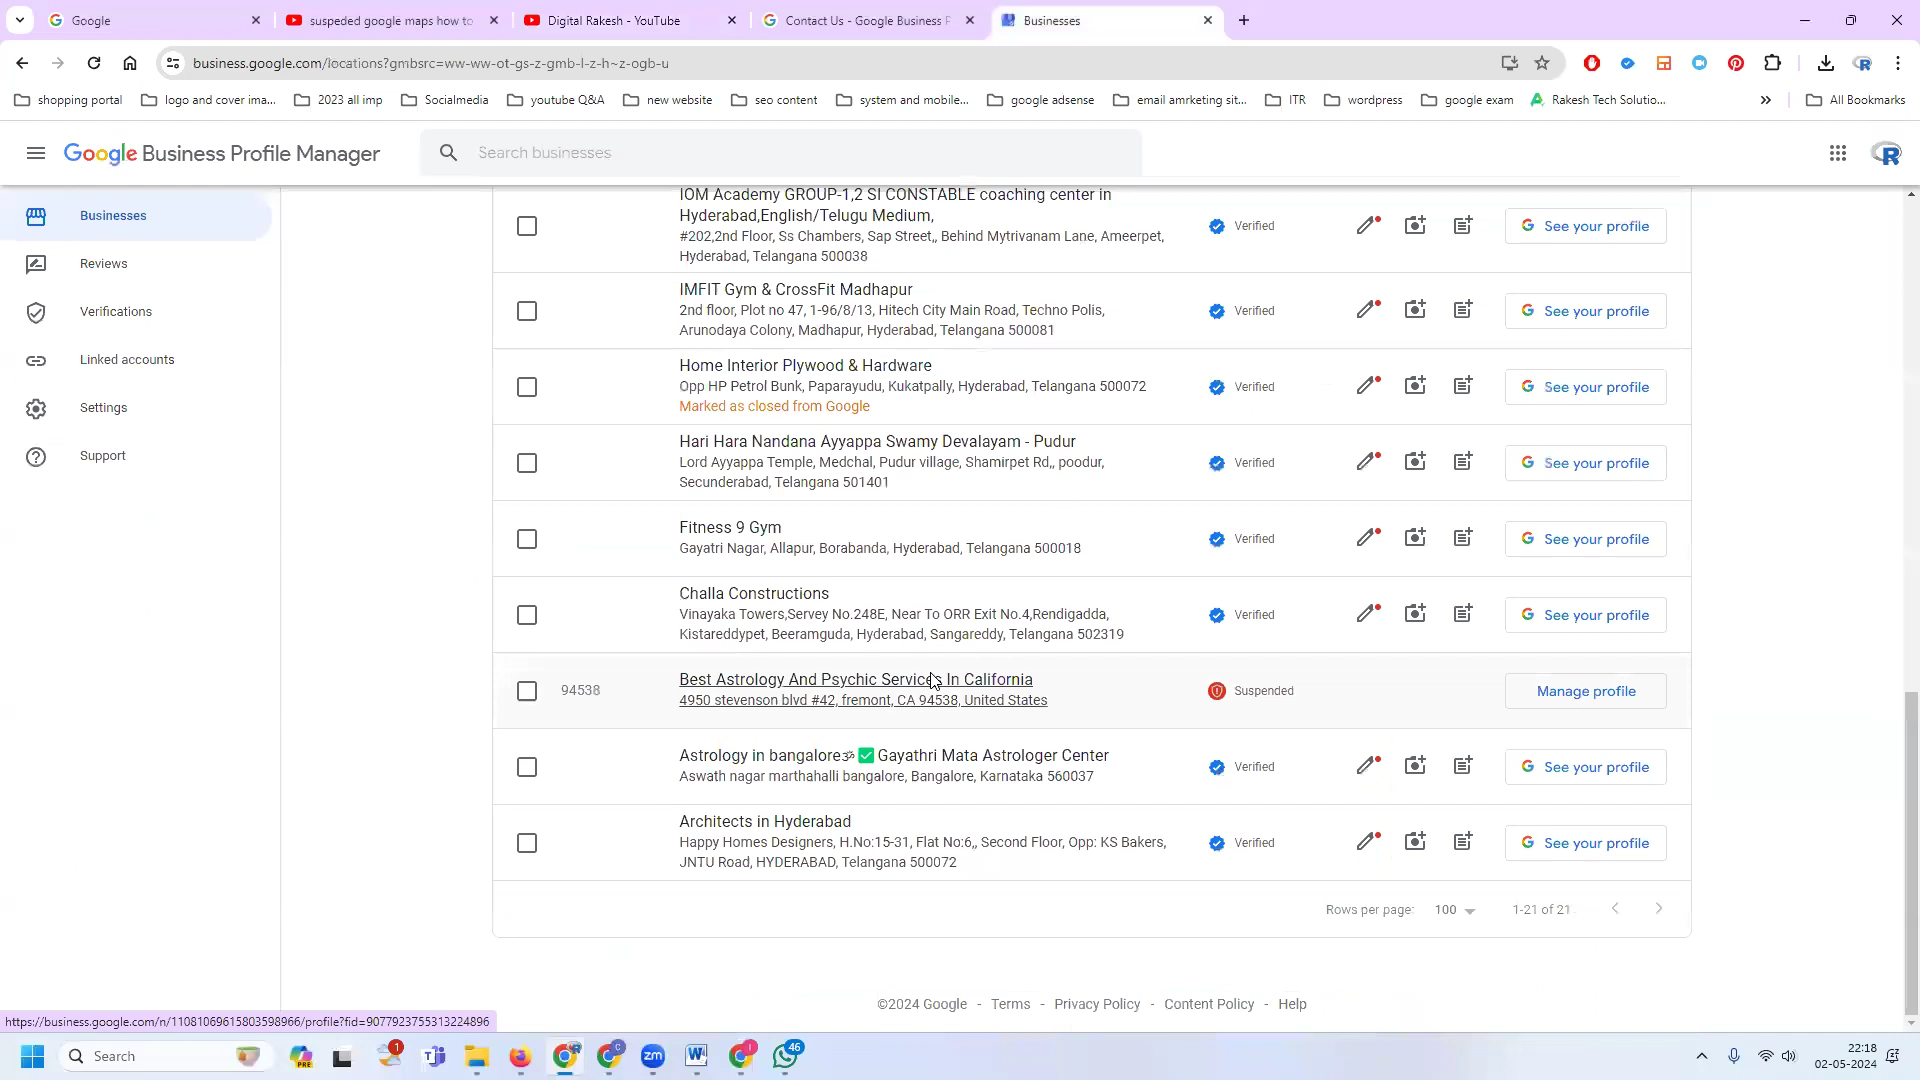 Google
suspeded google maps how to
Digital Rakesh - YouTube
Contact Us - Google Business P
Businesses
business.google.com/locations?gmbsrc=ww-ww-ot-gs-z-gmb-l-z-h~z-ogb-u
shopping portal
logo and cover ima...
2023 all imp
Socialmedia
youtube Q&A
new website
seo content
system and mobile...
google adsense
email amrketing sit...
ITR
wordpress
google exam
Rakesh Tech Solutio...
»
All Bookmarks
Google Business Profile Manager
Search businesses
Businesses
Reviews
Verifications
Linked accounts
Settings
Support
IOM Academy GROUP-1,2 SI CONSTABLE coaching center in
Hyderabad,English/Telugu Medium,
#202,2nd Floor, Ss Chambers, Sap Street,, Behind Mytrivanam Lane, Ameerpet,
Hyderabad, Telangana 500038
Verified
See your profile
IMFIT Gym & CrossFit Madhapur
2nd floor, Plot no 47, 1-96/8/13, Hitech City Main Road, Techno Polis,
Arunodaya Colony, Madhapur, Hyderabad, Telangana 500081
Verified
See your profile
Home Interior Plywood & Hardware
Opp HP Petrol Bunk, Paparayudu, Kukatpally, Hyderabad, Telangana 500072
Marked as closed from Google
Verified
See your profile
Hari Hara Nandana Ayyappa Swamy Devalayam - Pudur
Lord Ayyappa Temple, Medchal, Pudur village, Shamirpet Rd,, poodur,
Secunderabad, Telangana 501401
Verified
See your profile
Fitness 9 Gym
Gayatri Nagar, Allapur, Borabanda, Hyderabad, Telangana 500018
Verified
See your profile
Challa Constructions
Vinayaka Towers,Servey No.248E, Near To ORR Exit No.4,Rendigadda,
Kistareddypet, Beeramguda, Hyderabad, Sangareddy, Telangana 502319
Verified
See your profile
94538
Best Astrology And Psychic Services In California
4950 stevenson blvd #42, fremont, CA 94538, United States
Suspended
Manage profile
Astrology in bangaloreॐ✅ Gayathri Mata Astrologer Center
Aswath nagar marthahalli bangalore, Bangalore, Karnataka 560037
Verified
See your profile
Architects in Hyderabad
Happy Homes Designers, H.No:15-31, Flat No:6,, Second Floor, Opp: KS Bakers,
JNTU Road, HYDERABAD, Telangana 500072
Verified
See your profile
Rows per page: 100 1-21 of 21
©2024 Google - Terms - Privacy Policy - Content Policy - Help
https://business.google.com/n/11081069615803598966/profile?fid=9077923755313224896
Search
PRE
1
zm
46
22:18
02-05-2024